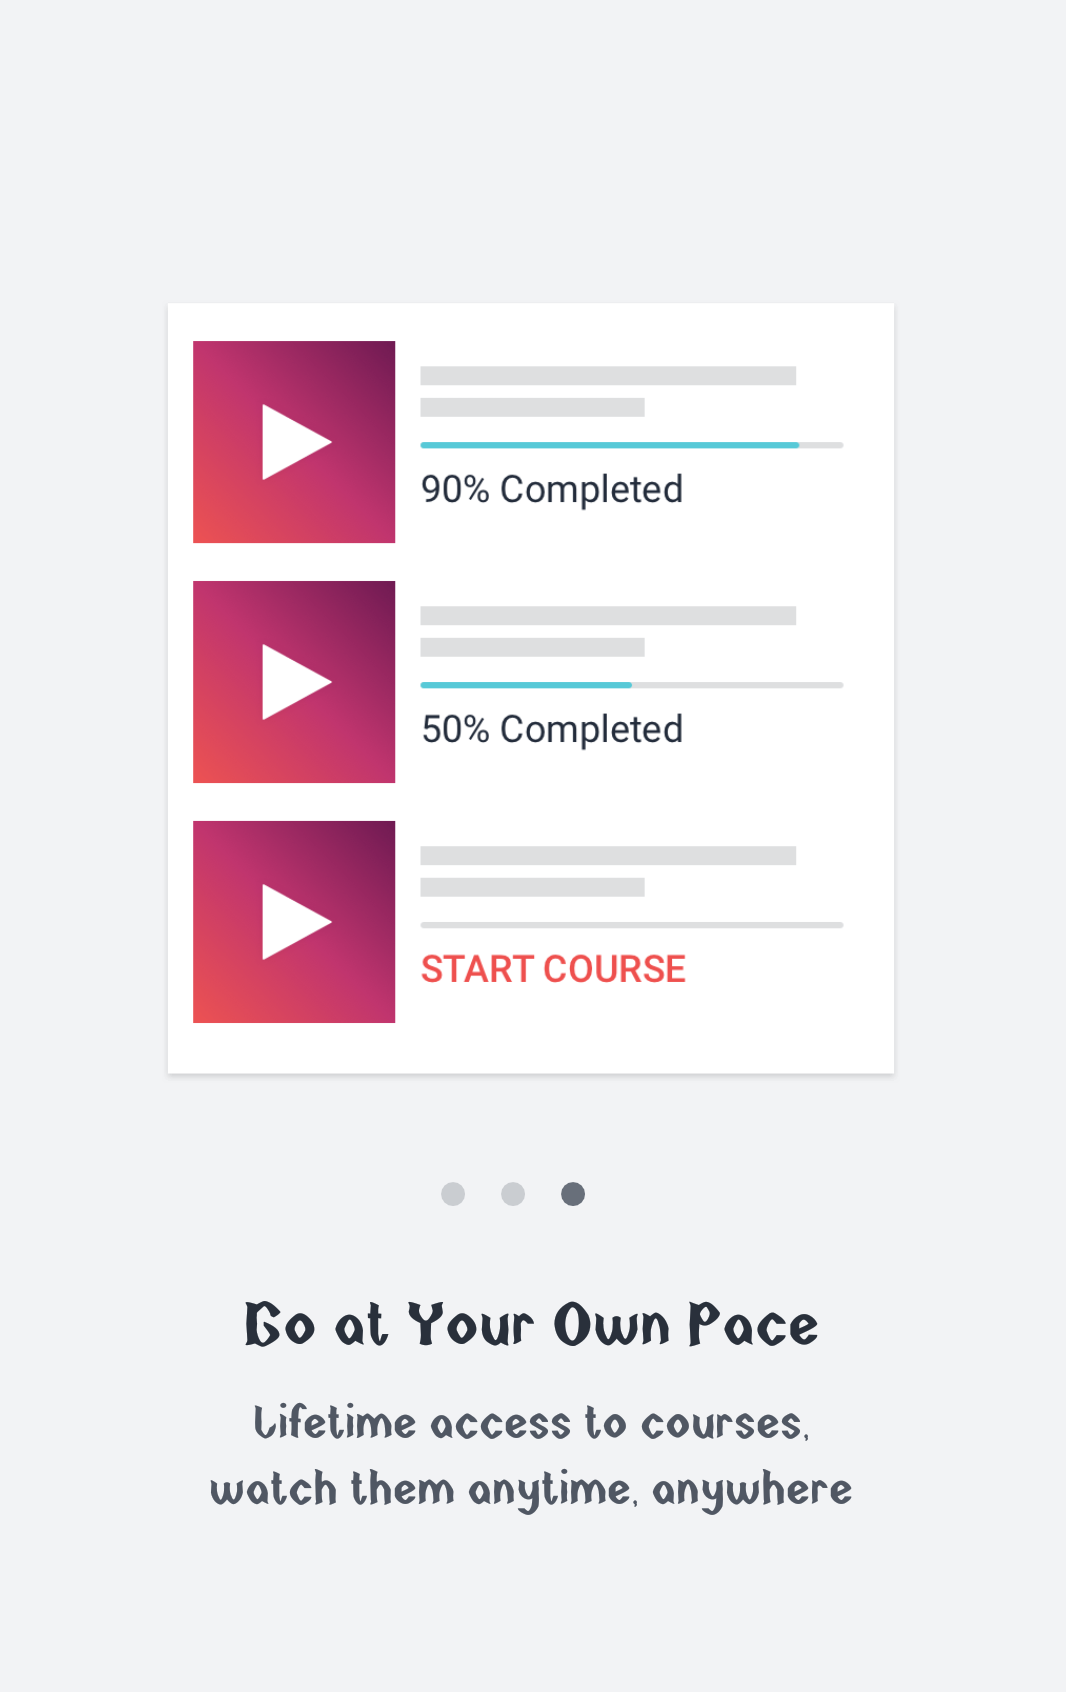 90% Completed
50% Completed
START COURSE
Go at Your Own Pace
Lifetime access to courses,
watch them anytime, anywhere